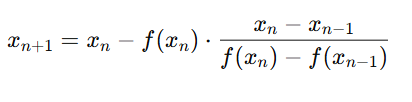 x_{n+1} = x_n − f(x_n) · \frac{x_n − x_{n−1}}{f(x_n) − f(x_{n−1})}